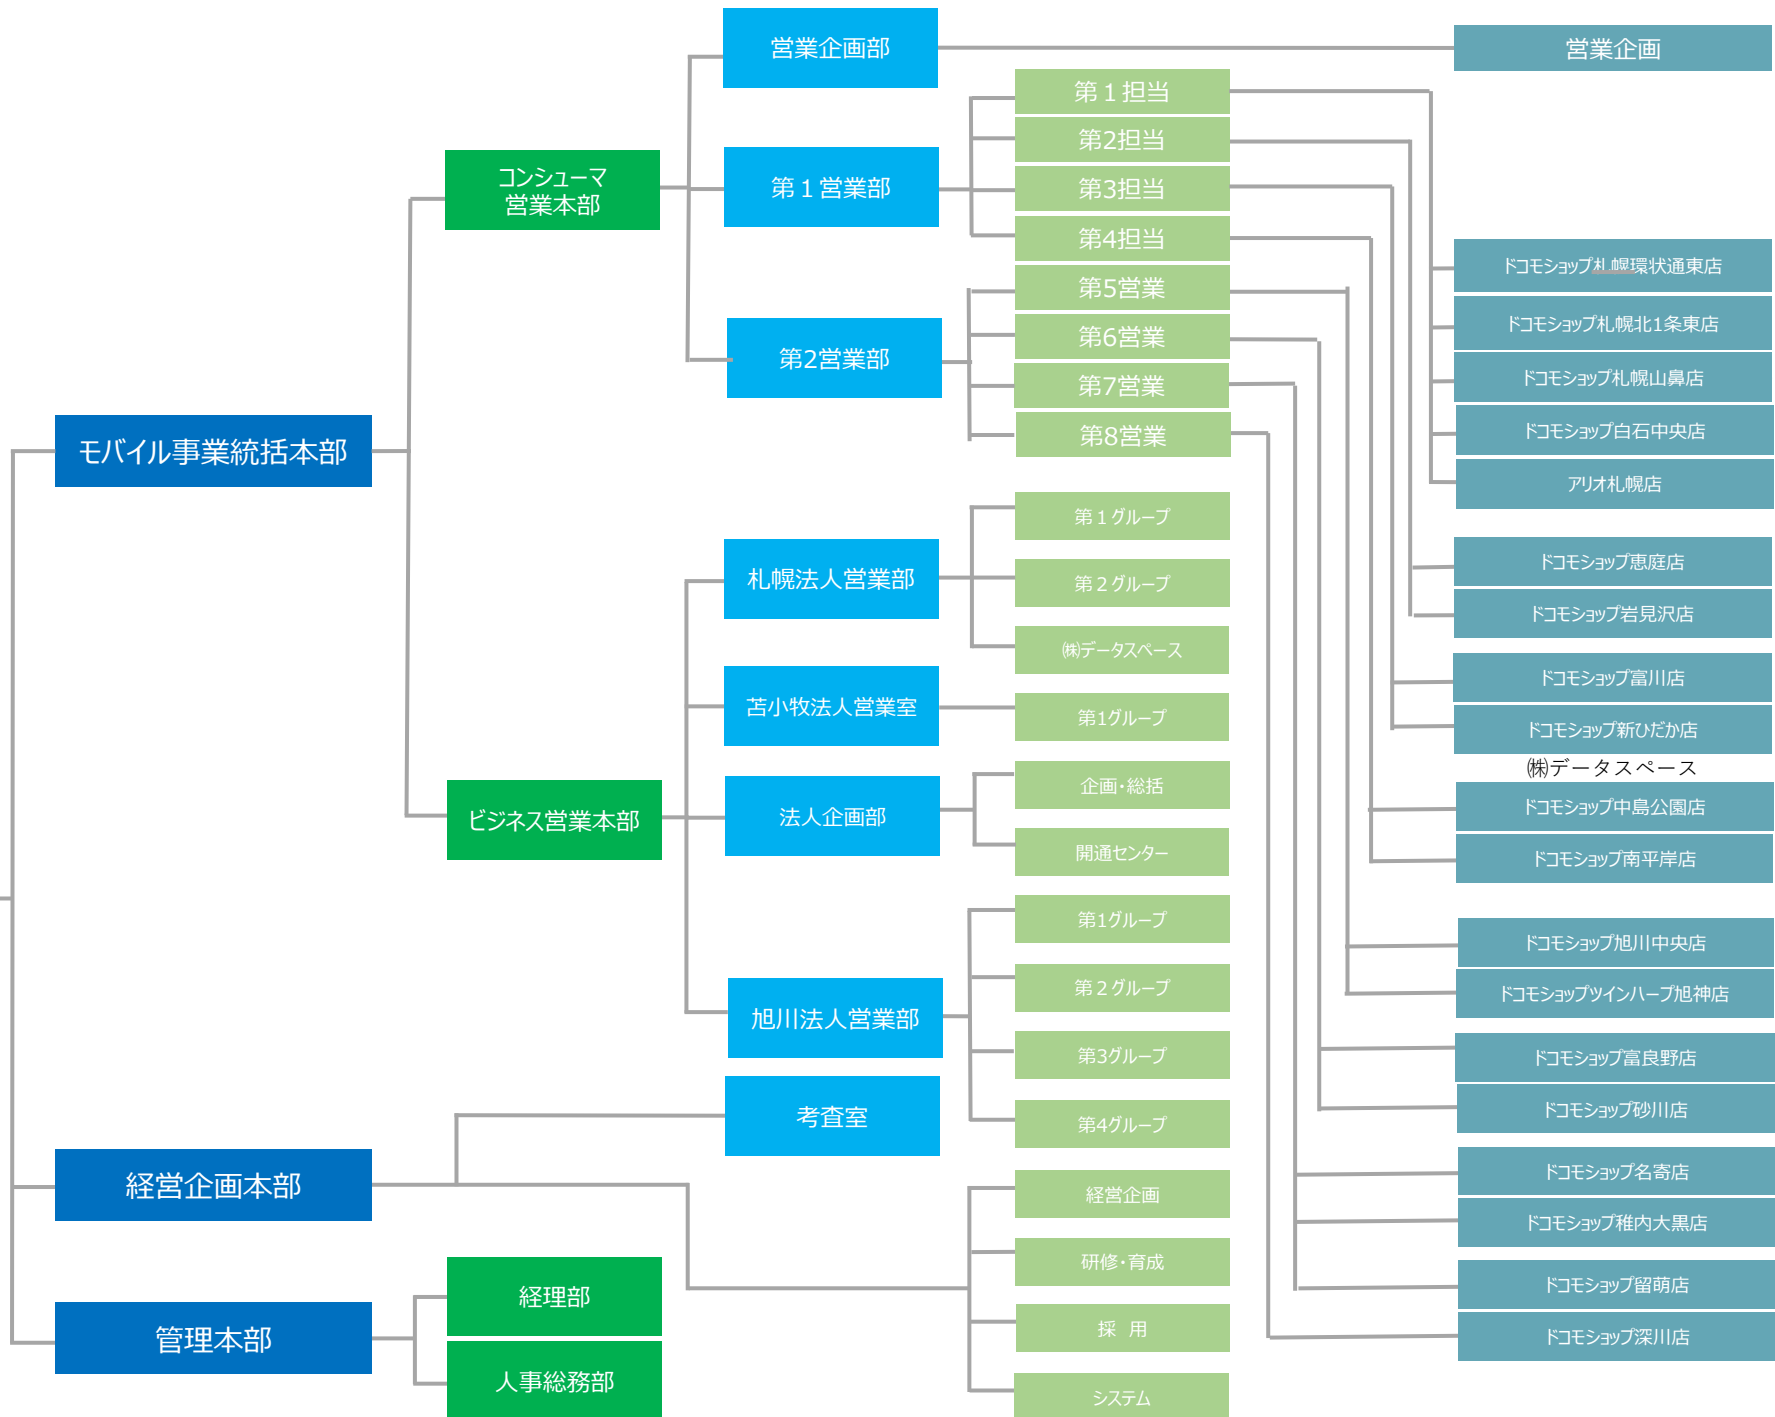 営業企画部
営業企画
第１担当
第2担当
第１営業部
第3担当
第4担当
コンシューマ
営業本部
第5営業
第6営業
第2営業部
第7営業
第8営業
ドコモショップ札幌環状通東店
ドコモショップ札幌北1条東店
ドコモショップ札幌山鼻店
ドコモショップ白石中央店
アリオ札幌店
モバイル事業統括本部
第１グループ
札幌法人営業部
第２グループ
㈱データスペース
ドコモショップ恵庭店
ドコモショップ岩見沢店
苫小牧法人営業室
第1グループ
ドコモショップ富川店
ドコモショップ新ひだか店
㈱データスペース
ドコモショップ中島公園店
ドコモショップ南平岸店
ビジネス営業本部
法人企画部
企画・総括
開通センター
第1グループ
第２グループ
旭川法人営業部
第3グループ
第4グループ
ドコモショップ旭川中央店
ドコモショップツインハープ旭神店
ドコモショップ富良野店
ドコモショップ砂川店
考査室
経営企画本部
経営企画
研修・育成
採　用
システム
ドコモショップ名寄店
ドコモショップ稚内大黒店
ドコモショップ留萌店
ドコモショップ深川店
管理本部
経理部
人事総務部